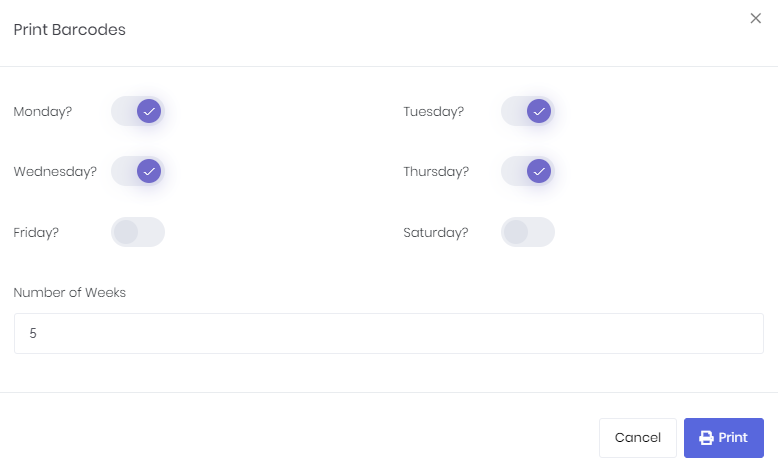 Print Barcodes
Monday?
Tuesday?
Wednesday?
Thursday?
Friday?
Saturday?
Number of Weeks
5
Cancel
Print